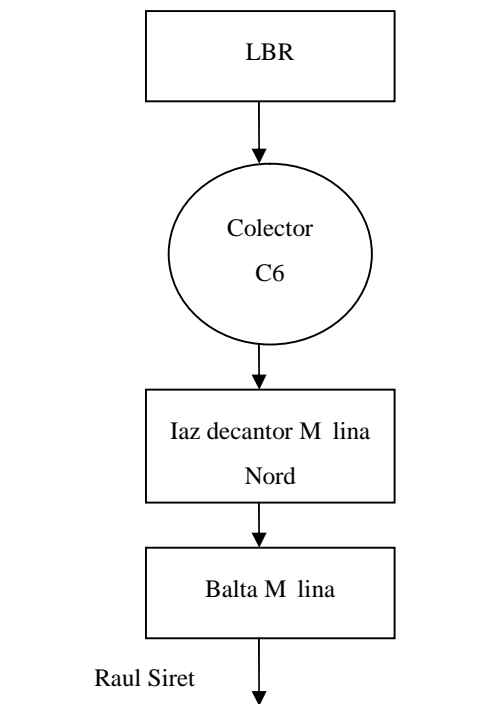 LBR
Colector
C6
Iaz decantor M lina
Nord
Balta M lina
Raul Siret